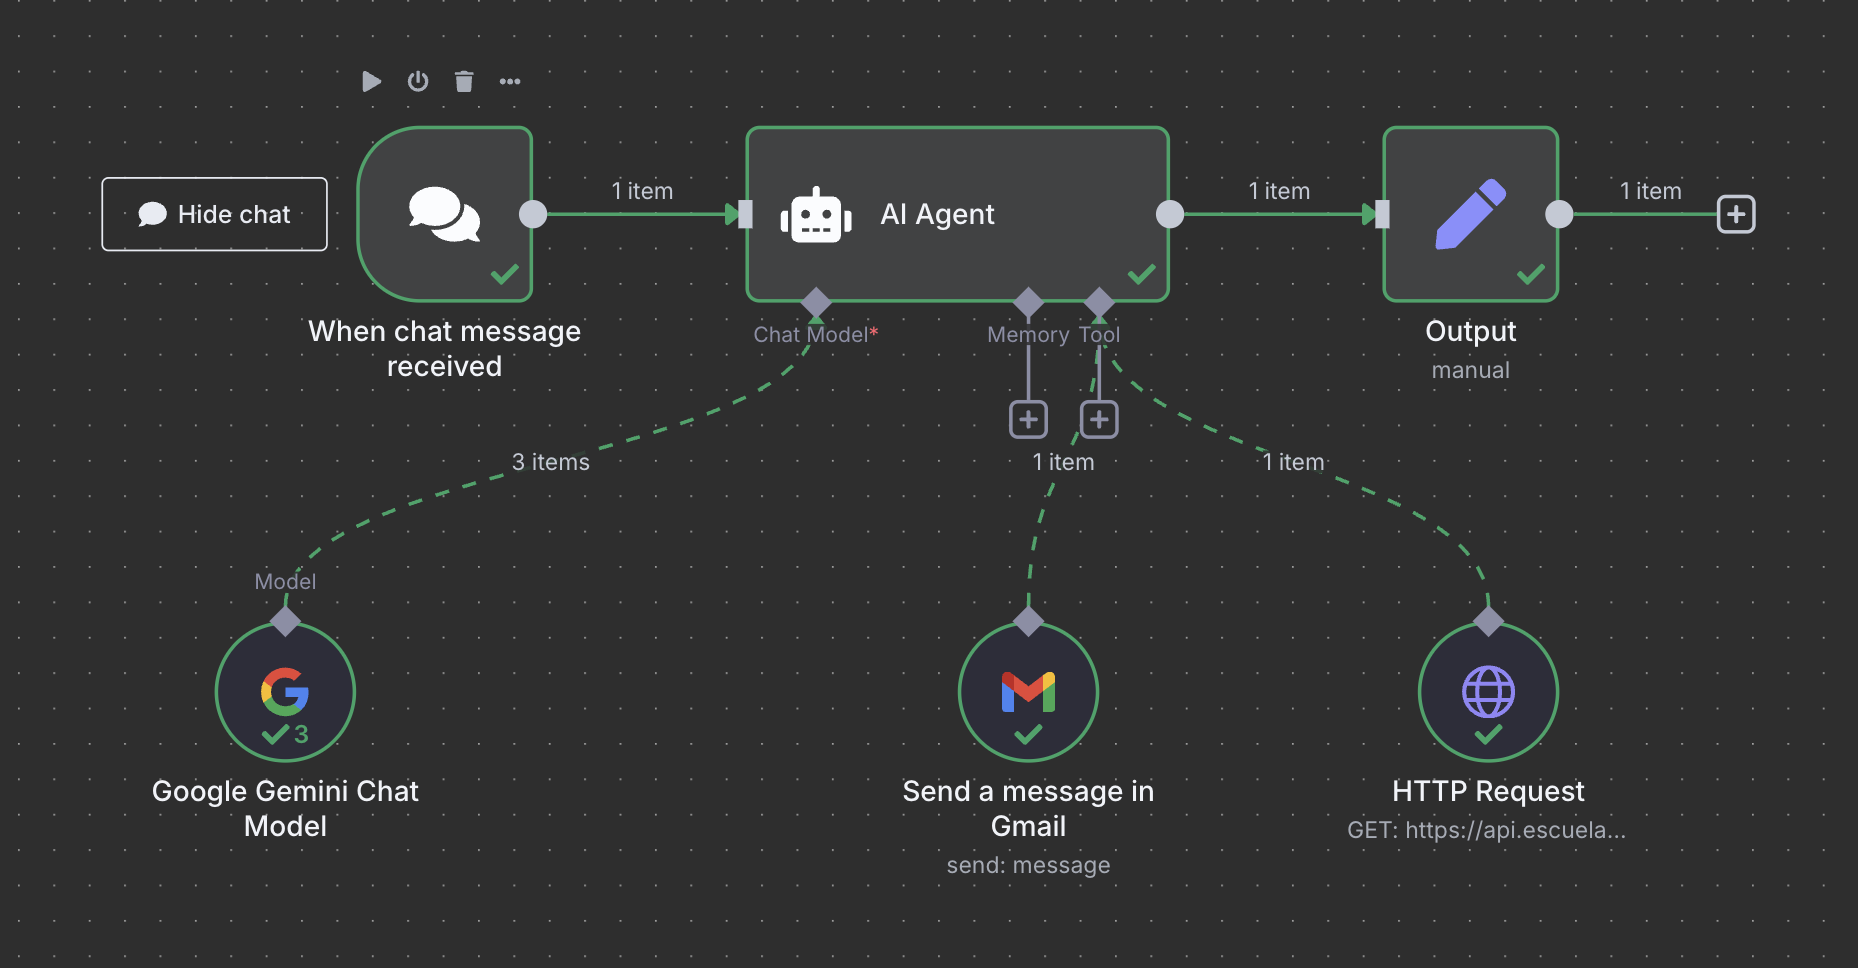 Hide chat
1 item
AI Agent
1 item
1 item
When chat message
received
Chat Model*
Memory
Tool
Output
manual
3 items
1 item
1 item
Model
3
Google Gemini Chat
Model
Send a message in
Gmail
send: message
HTTP Request
GET: https://api.escuela...